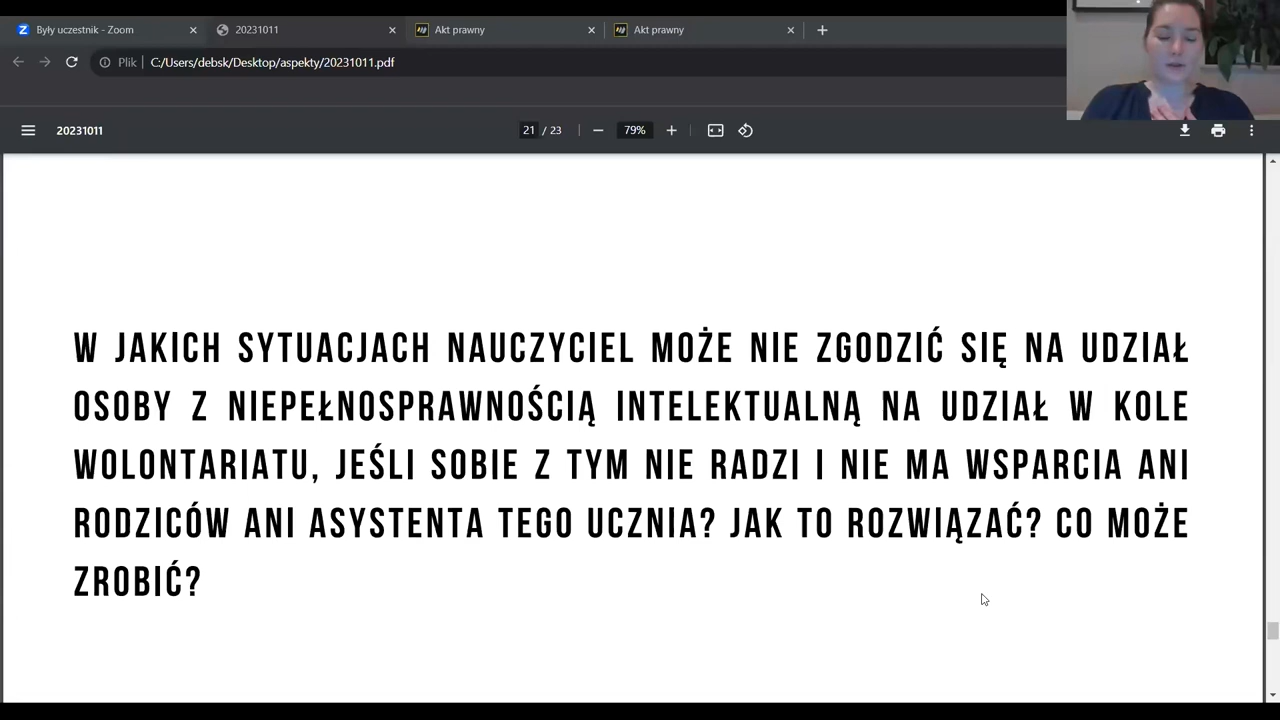 Były uczestnik - Zoom
20231011
Akt prawny
Akt prawny
Plik
C:/Users/debsk/Desktop/aspekty/20231011.pdf
20231011
21 / 23
79%
W JAKICH SYTUACJACH NAUCZYCIEL MOŻE NIE ZGODZIĆ SIĘ NA UDZIAŁ
OSOBY Z NIEPEŁNOSPRAWNOŚCIĄ INTELEKTUALNĄ NA UDZIAŁ W KOLE
WOLONTARIATU, JEŚLI SOBIE Z TYM NIE RADZI I NIE MA WSPARCIA ANI
RODZICÓW ANI ASYSTENTA TEGO UCZNIA? JAK TO ROZWIĄZAĆ? CO MOŻE
ZROBIĆ?